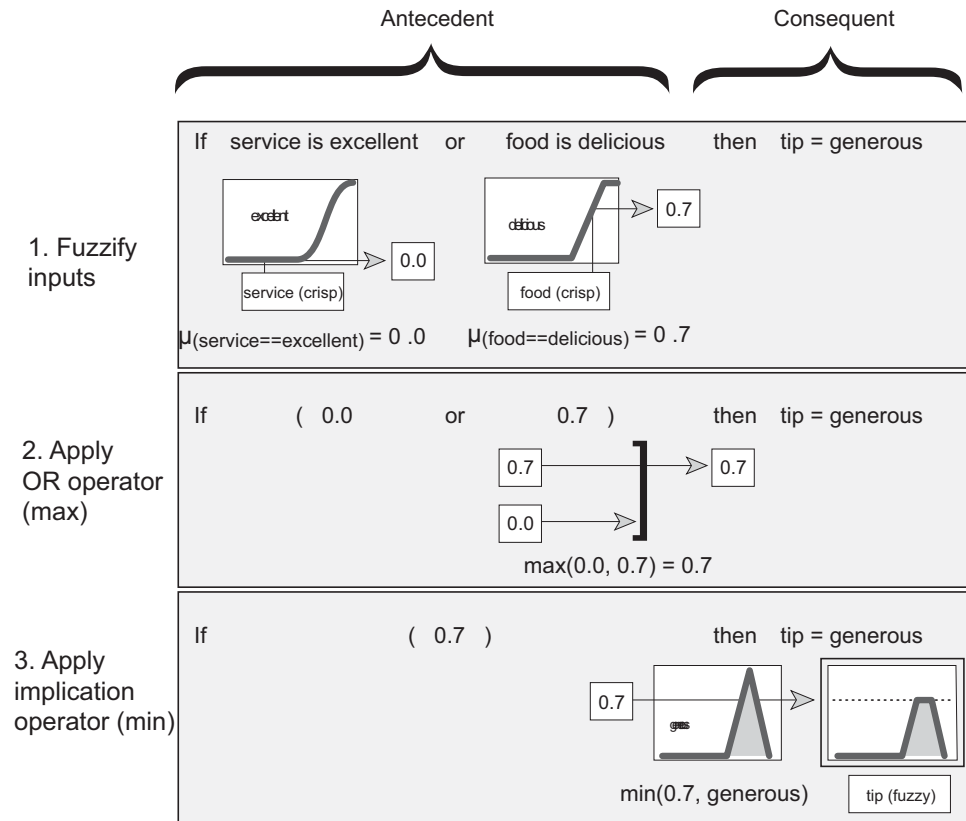 Antecedent
Consequent
If service is excellent or food is delicious then tip = generous
1. Fuzzify
inputs
excellent
delicious
0.7
0.0
service (crisp)
food (crisp)
μ(service==excellent) = 0 .0
μ(food==delicious) = 0 .7
2. Apply
OR operator
(max)
If ( 0.0 or 0.7 ) then tip = generous
0.7
0.7
0.0
max(0.0, 0.7) = 0.7
3. Apply
implication
operator (min)
If ( 0.7 ) then tip = generous
0.7
min(0.7, generous)
tip (fuzzy)